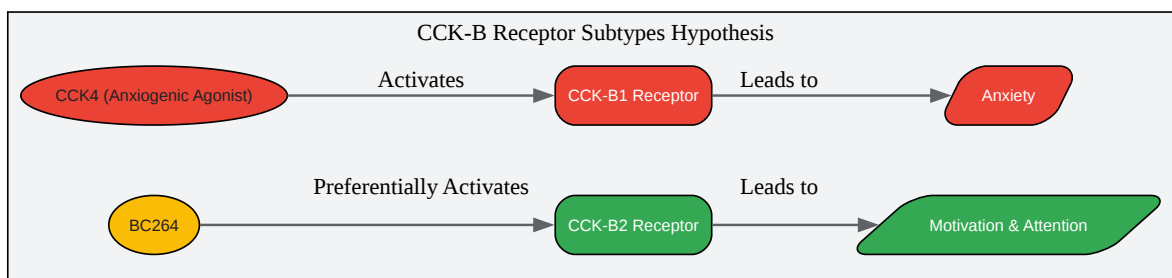 CCK-B Receptor Subtypes Hypothesis
CCK4 (Anxiogenic Agonist)
Activates
CCK-B1 Receptor
Leads to
Anxiety
BC264
Preferentially Activates
CCK-B2 Receptor
Leads to
Motivation & Attention